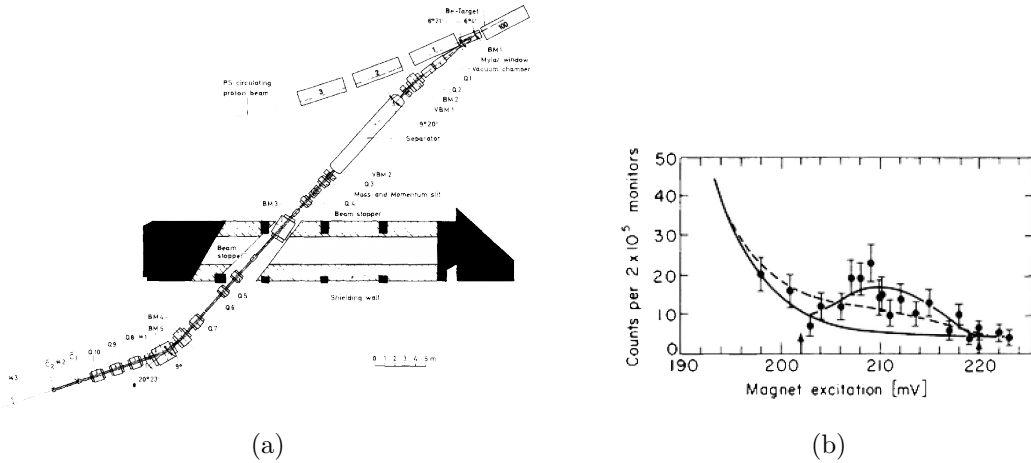 Be-Target
6°21'
6°4'
100
BM1
Mylar window
Vacuum chamber
1
2
3
PS circulating
proton beam
Q1
Q2
BM2
VBM1
9°20'
Separator
VBM2
Q3
Mass and Momentum slit
BM3
Q4
Beam stopper
Beam
stopper
Shielding wall
Q5
Q6
BM4
BM5
Q7
Q8
Q9
Q10
20°23'
9°
0 1 2 3 4 5m
(a)
50
40
30
20
10
0
Counts per 2 x 10⁵ monitors
190 200 210 220
Magnet excitation [mV]
(b)